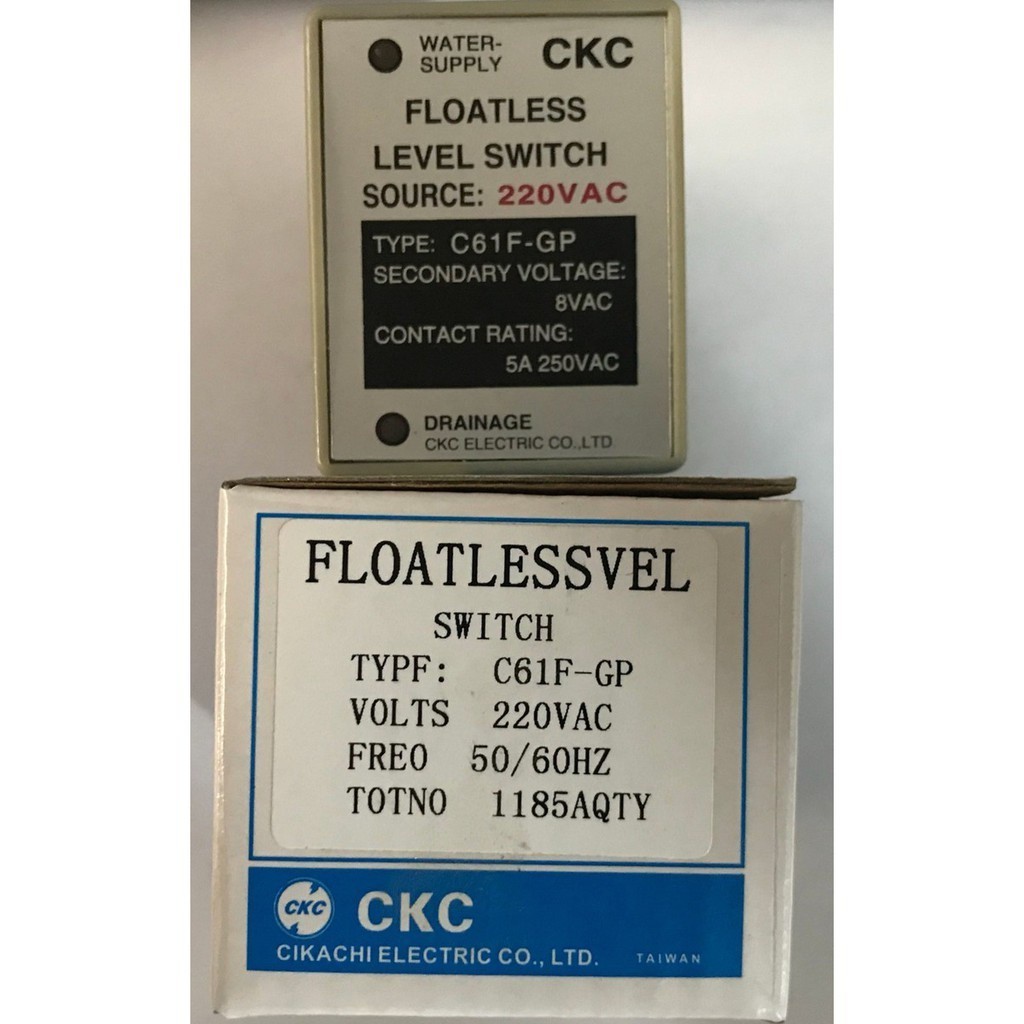 WATER-
SUPPLY
CKC
FLOATLESS
LEVEL SWITCH
SOURCE: 220VAC
TYPE: C61F-GP
SECONDARY VOLTAGE:
8VAC
CONTACT RATING:
5A 250VAC
DRAINAGE
CKC ELECTRIC CO.,LTD
FLOATLESSVEL
SWITCH
TYPF: C61F-GP
VOLTS 220VAC
FREO 50/60HZ
TOTNO 1185AQTY
CKC CKC
CIKACHI ELECTRIC CO., LTD. TAIWAN